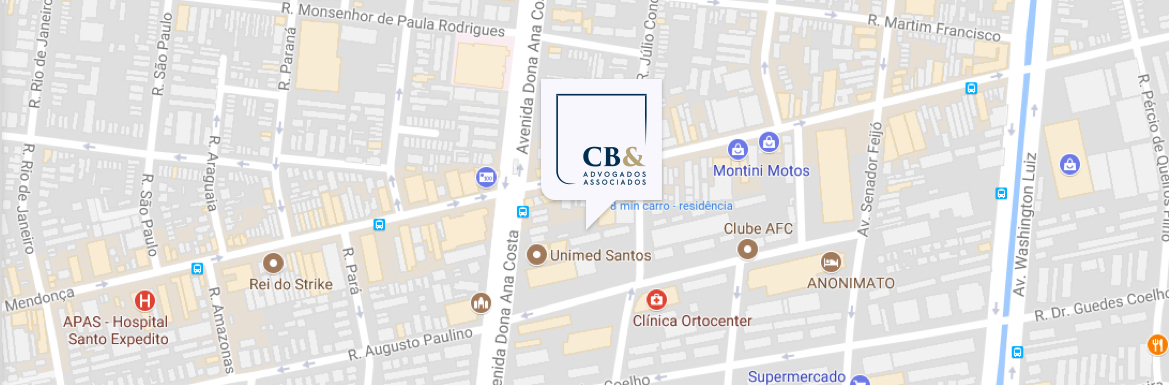 R. Monsenhor de Paula Rodrigues
R. Martim Francisco
R. Rio de Janeiro
R. São Paulo
R. Paraná
Avenida Dona Ana Costa
R. Júlio Conc
CB&
ADVOGADOS
ASSOCIADOS
Montini Motos
8 min carro - residência
R. Rio de Janeiro
R. São Paulo
R. Araguaia
Av. Senador Feijó
Av. Washington Luiz
R. Pércio de Queirós Filho
Clube AFC
Unimed Santos
Rei do Strike
ANONIMATO
Mendonça
APAS - Hospital
Santo Expedito
R. Amazonas
R. Pará
Clínica Ortocenter
R. Augusto Paulino
Avenida Dona Ana Costa
R. Dr. Guedes Coelho
Coelho
Supermercado